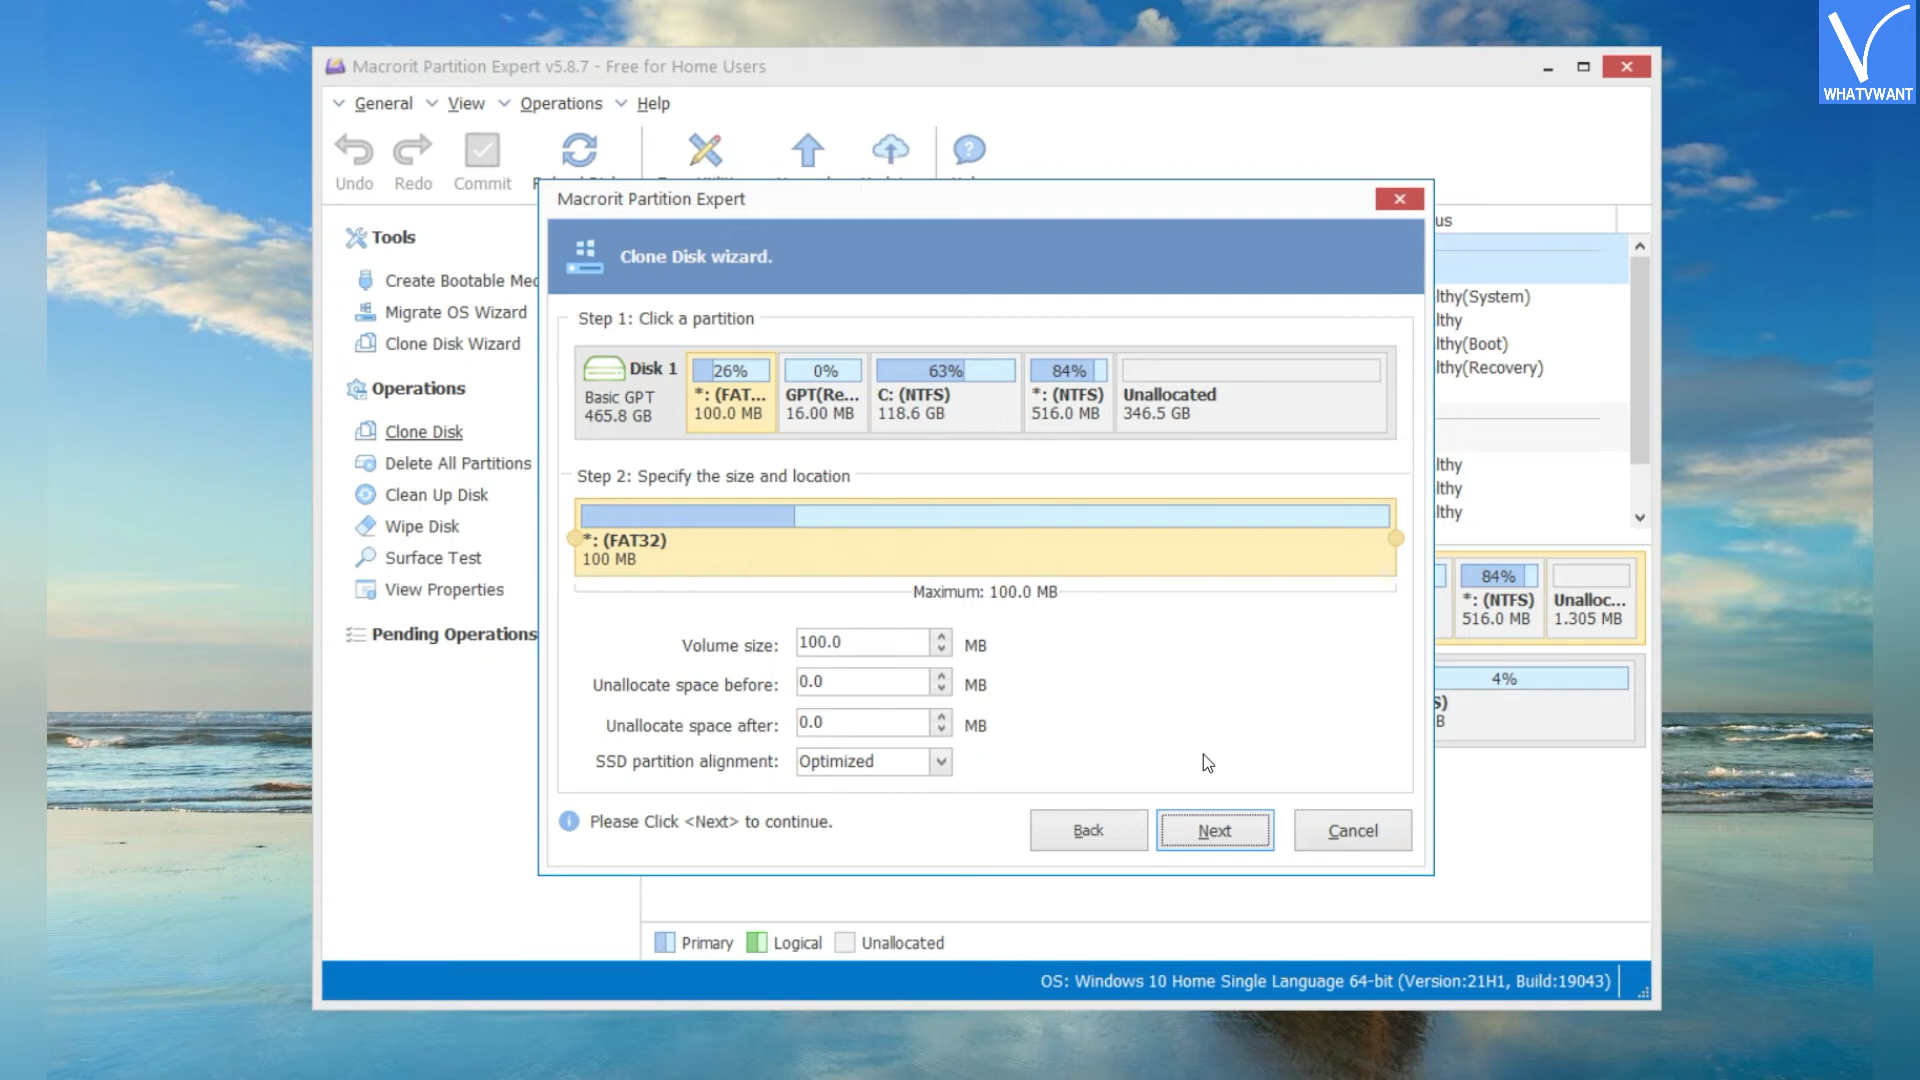 WHATVWANT
Macrorit Partition Expert v5.8.7 - Free for Home Users
General View Operations Help
Undo Redo Commit
Tools
Create Bootable
Migrate OS Wizard
Clone Disk Wizard
Operations
Clone Disk
Delete All Partitions
Clean Up Disk
Wipe Disk
Surface Test
View Properties
Pending Operations
Macrorit Partition Expert
Clone Disk wizard.
Step 1: Click a partition
Disk 1
Basic GPT
465.8 GB
26%
*: (FAT...
100.0 MB
0%
GPT(Re...
16.00 MB
63%
C: (NTFS)
118.6 GB
84%
*: (NTFS)
516.0 MB
Unallocated
346.5 GB
Step 2: Specify the size and location
*: (FAT32)
100 MB
Maximum: 100.0 MB
Volume size: 100.0 MB
Unallocate space before: 0.0 MB
Unallocate space after: 0.0 MB
SSD partition alignment: Optimized
Please Click <Next> to continue.
Back Next Cancel
us
lthy(System)
lthy
lthy(Boot)
lthy(Recovery)
lthy
lthy
lthy
84%
*: (NTFS)
516.0 MB
Unalloc...
1.305 MB
4%
S)
B
Primary Logical Unallocated
OS: Windows 10 Home Single Language 64-bit (Version:21H1, Build:19043)